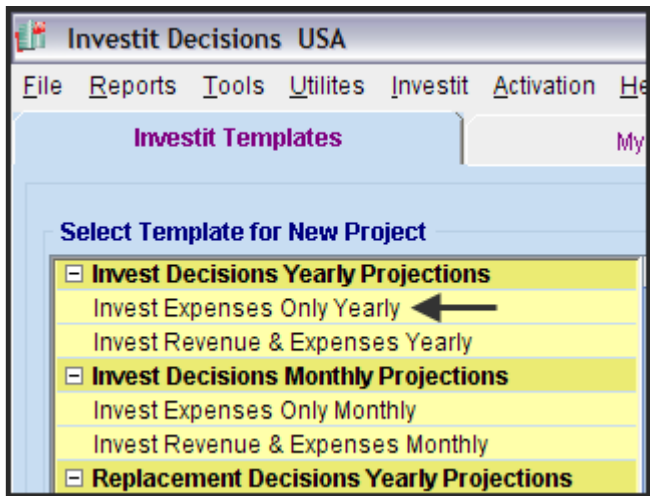 Investit Decisions USA
File Reports Tools Utilites Investit Activation He
Investit Templates My
Select Template for New Project
Invest Decisions Yearly Projections
Invest Expenses Only Yearly
Invest Revenue & Expenses Yearly
Invest Decisions Monthly Projections
Invest Expenses Only Monthly
Invest Revenue & Expenses Monthly
Replacement Decisions Yearly Projections